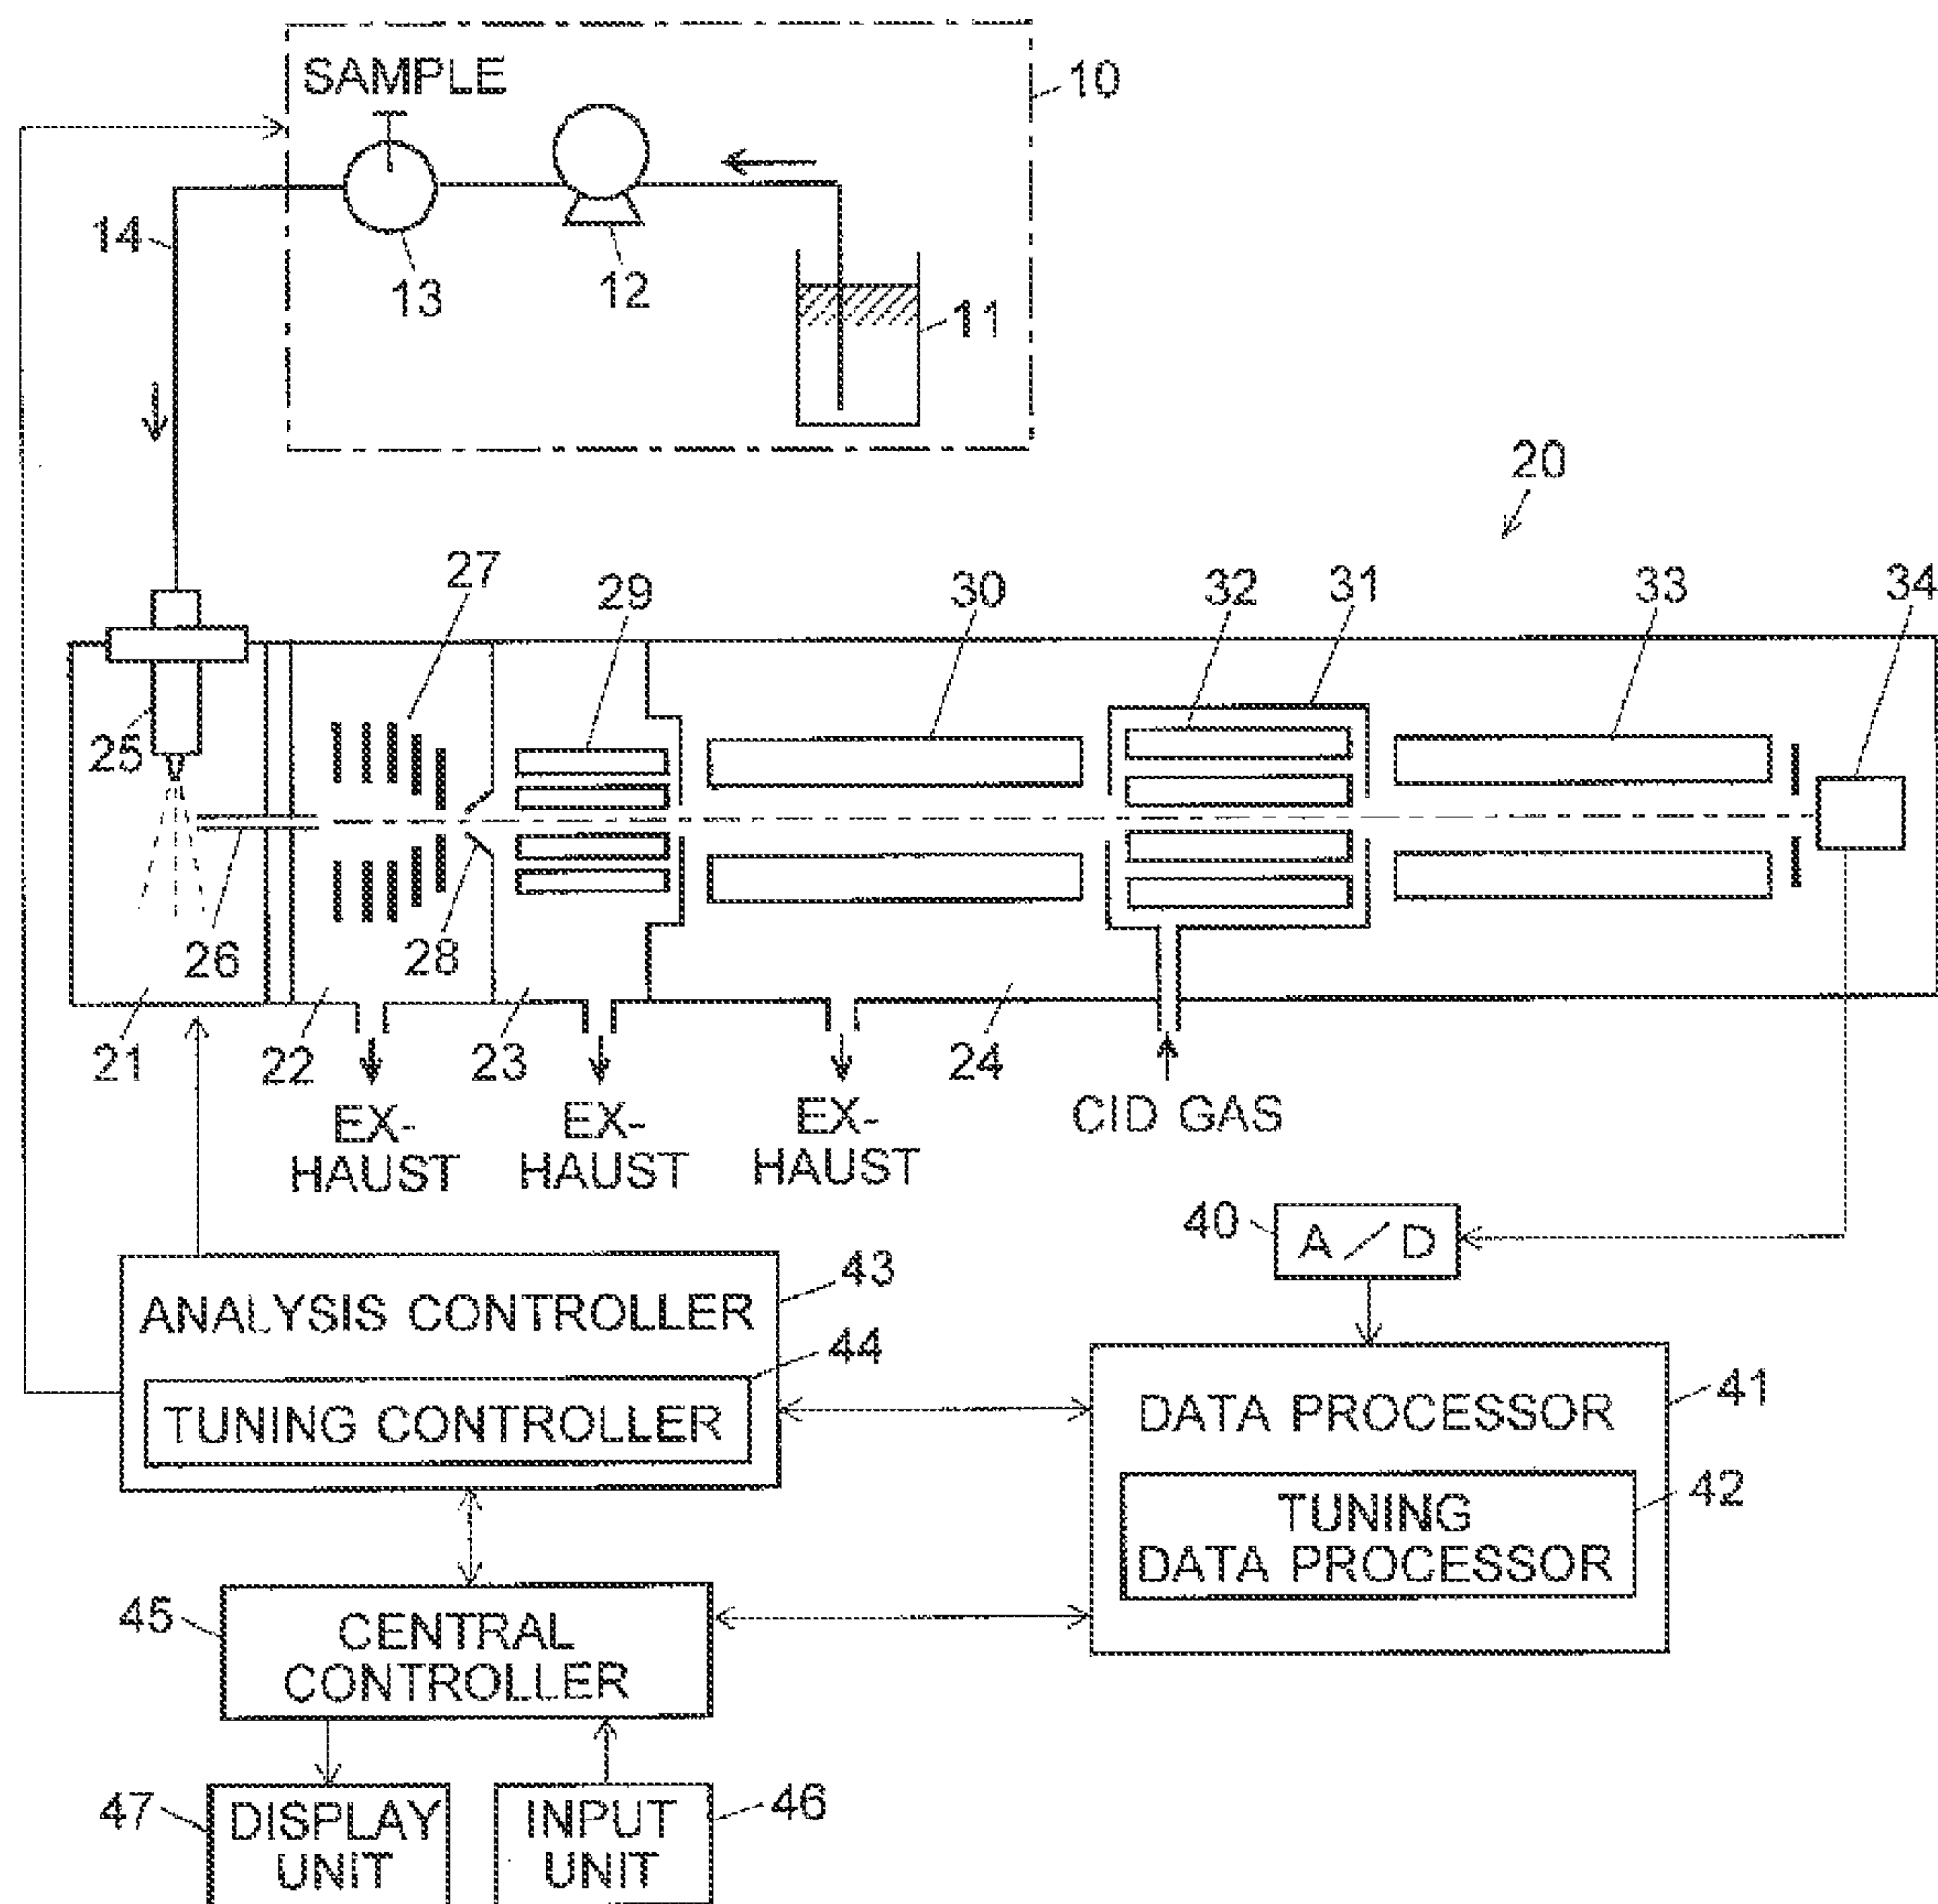 SAMPLE
10
14
13
12
11
20
27
29
30
32
31
33
34
25
26
28
21
22
23
24
EX-
HAUST
EX-
HAUST
EX-
HAUST
CID GAS
40
A/D
43
ANALYSIS CONTROLLER
44
TUNING CONTROLLER
41
DATA PROCESSOR
42
TUNING
DATA PROCESSOR
45
CENTRAL
CONTROLLER
47
DISPLAY
UNIT
INPUT
UNIT
46